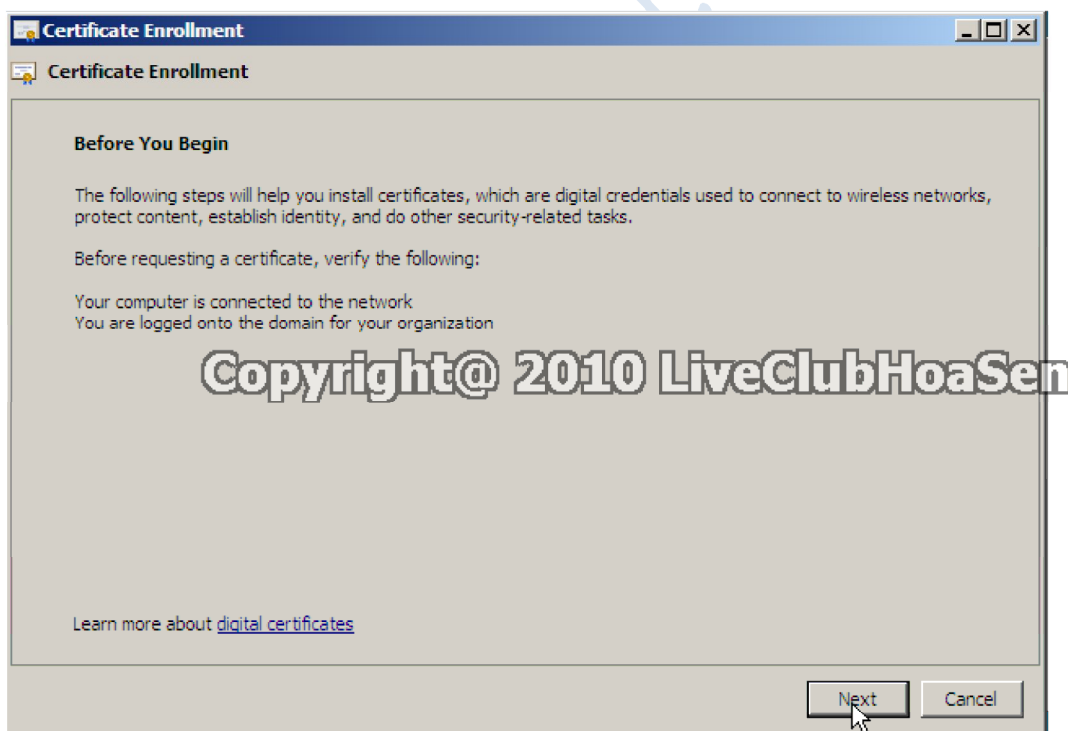 Certificate Enrollment
Certificate Enrollment
Before You Begin
The following steps will help you install certificates, which are digital credentials used to connect to wireless networks,
protect content, establish identity, and do other security-related tasks.
Before requesting a certificate, verify the following:
Your computer is connected to the network
You are logged onto the domain for your organization
Copyright@ 2010 LiveClubHoaSen
Learn more about digital certificates
Next Cancel